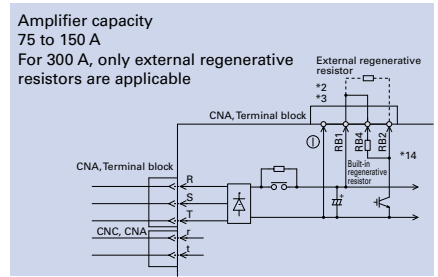 Amplifier capacity
75 to 150 A
For 300 A, only external regenerative
resistors are applicable
External regenerative
resistor
*2
*3
CNA, Terminal block
RB1
RB4
RB2
*14
Built-in
regenerative
resistor
CNA, Terminal block
R
S
T
CNC, CNA
r
t
+